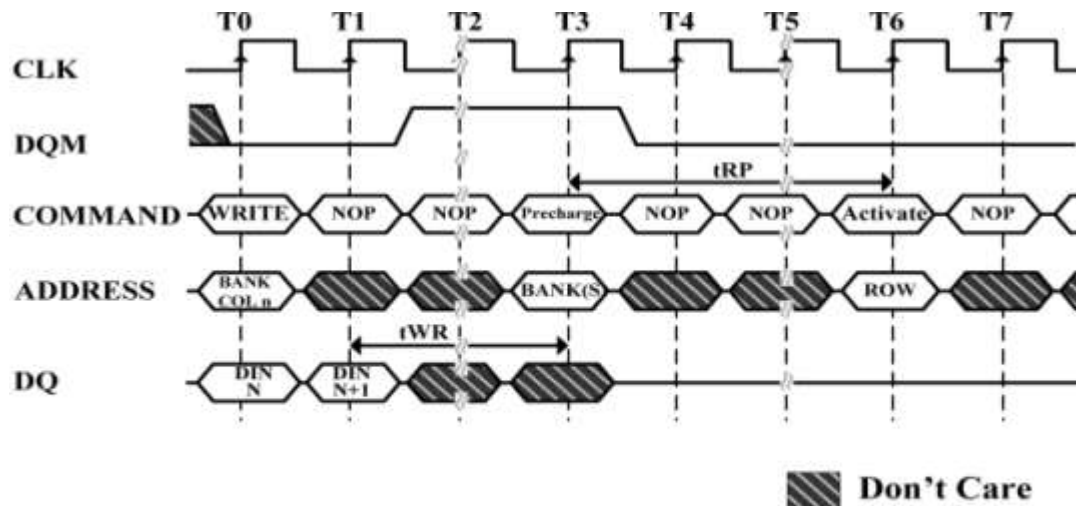 T0 T1 T2 T3 T4 T5 T6 T7
CLK
DQM
tRP
COMMAND WRITE NOP NOP Precharge NOP NOP Activate NOP
ADDRESS BANK COL n BANK(S ROW
tWR
DQ DIN N DIN N+1
Don't Care